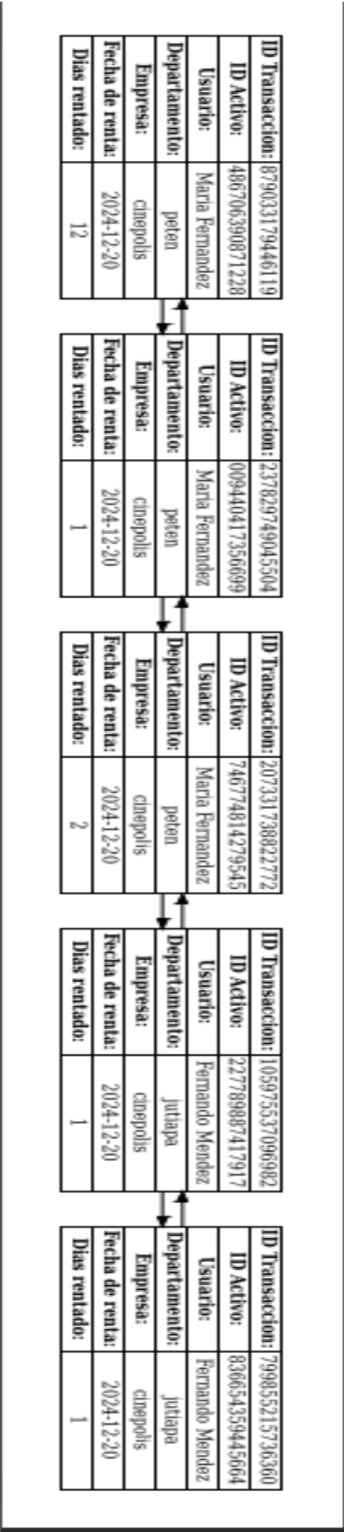 ID Transaccion: 879033179446119
ID Activo: 486706390871228
Usuario: Maria Fernandez
Departamento: peten
Empresa: cinepolis
Fecha de renta: 2024-12-20
Dias rentado: 12
ID Transaccion: 237829749045504
ID Activo: 009440417356699
Usuario: Maria Fernandez
Departamento: peten
Empresa: cinepolis
Fecha de renta: 2024-12-20
Dias rentado: 1
ID Transaccion: 207331738822772
ID Activo: 746774814279545
Usuario: Maria Fernandez
Departamento: peten
Empresa: cinepolis
Fecha de renta: 2024-12-20
Dias rentado: 2
ID Transaccion: 105975537096982
ID Activo: 227789887417917
Usuario: Fernando Mendez
Departamento: jutiapa
Empresa: cinepolis
Fecha de renta: 2024-12-20
Dias rentado: 1
ID Transaccion: 799855215736360
ID Activo: 836654359445664
Usuario: Fernando Mendez
Departamento: jutiapa
Empresa: cinepolis
Fecha de renta: 2024-12-20
Dias rentado: 1